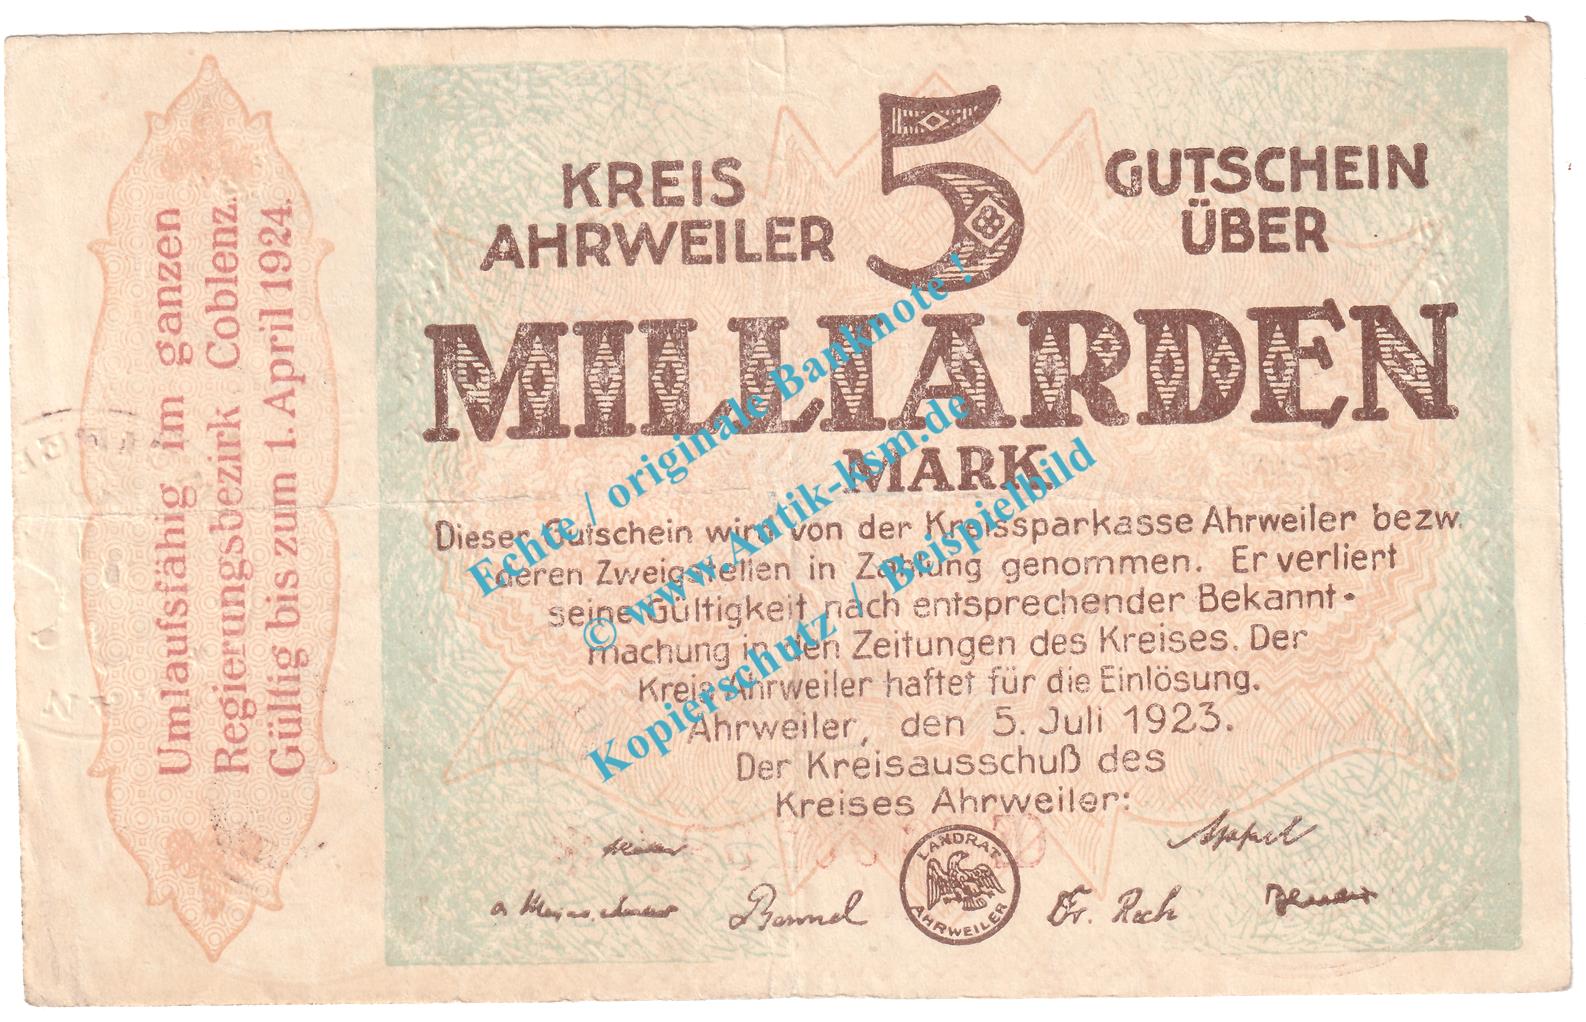 Umlaufsfähig im ganzen
Regierungsbezirk Coblenz.
Gültig bis zum 1. April 1924.
KREIS
AHRWEILER
5
GUTSCHEIN
ÜBER
MILLIARDEN
MARK
Dieser Gutschein wird von der Kreissparkasse Ahrweiler bezw.
deren Zweigstellen in Zahlung genommen. Er verliert
seine Gültigkeit nach entsprechender Bekannt-
machung in den Zeitungen des Kreises. Der
Kreis Ahrweiler haftet für die Einlösung.
Ahrweiler, den 5. Juli 1923.
Der Kreisausschuß des
Kreises Ahrweiler:
LANDRAT
AHRWEILER
Dr. Rech
Echte / originale Banknote !
© www.Antik-ksm.de
Kopierschutz / Beispielbild